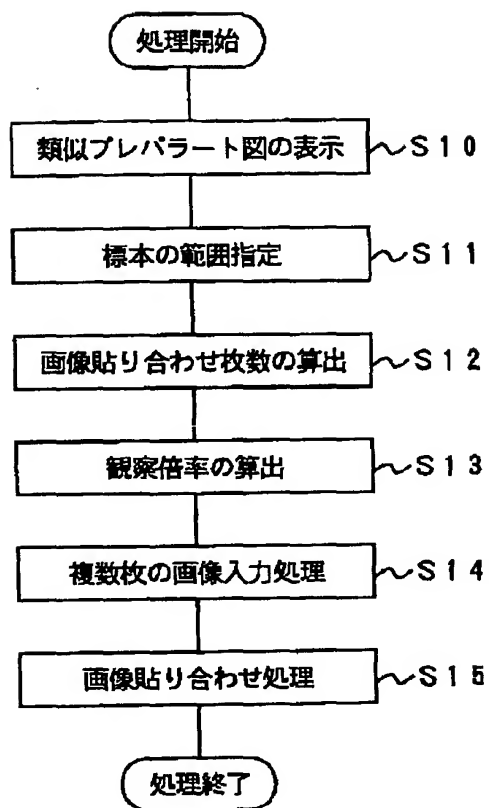 処理開始
類似プレパラート図の表示 S10
標本の範囲指定 S11
画像貼り合わせ枚数の算出 S12
観察倍率の算出 S13
複数枚の画像入力処理 S14
画像貼り合わせ処理 S15
処理終了